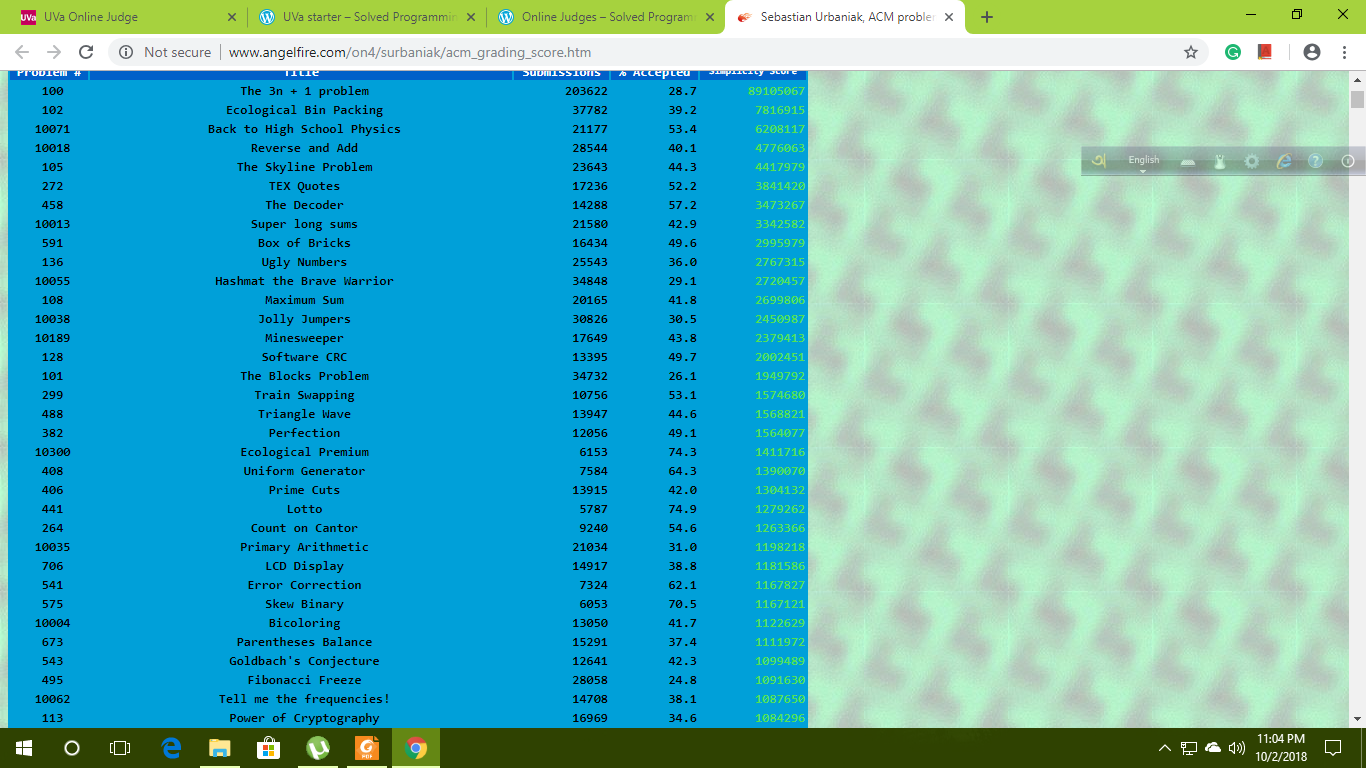 UVa Online Judge
UVa starter – Solved Programmin
Online Judges – Solved Program
Sebastian Urbaniak, ACM probler
Not secure
www.angelfire.com/on4/surbaniak/acm_grading_score.htm
Problem # Title Submissions % Accepted Simplicity Score
100 The 3n + 1 problem 203622 28.7 89105067
102 Ecological Bin Packing 37782 39.2 7816915
10071 Back to High School Physics 21177 53.4 6208117
10018 Reverse and Add 28544 40.1 4776063
105 The Skyline Problem 23643 44.3 4417979
272 TEX Quotes 17236 52.2 3841420
458 The Decoder 14288 57.2 3473267
10013 Super long sums 21580 42.9 3342582
591 Box of Bricks 16434 49.6 2995979
136 Ugly Numbers 25543 36.0 2767315
10055 Hashmat the Brave Warrior 34848 29.1 2720457
108 Maximum Sum 20165 41.8 2699806
10038 Jolly Jumpers 30826 30.5 2450987
10189 Minesweeper 17649 43.8 2379413
128 Software CRC 13395 49.7 2002451
101 The Blocks Problem 34732 26.1 1949792
299 Train Swapping 10756 53.1 1574680
488 Triangle Wave 13947 44.6 1568821
382 Perfection 12056 49.1 1564077
10300 Ecological Premium 6153 74.3 1411716
408 Uniform Generator 7584 64.3 1390070
406 Prime Cuts 13915 42.0 1304132
441 Lotto 5787 74.9 1279262
264 Count on Cantor 9240 54.6 1263366
10035 Primary Arithmetic 21034 31.0 1198218
706 LCD Display 14917 38.8 1181586
541 Error Correction 7324 62.1 1167827
575 Skew Binary 6053 70.5 1167121
10004 Bicoloring 13050 41.7 1122629
673 Parentheses Balance 15291 37.4 1111972
543 Goldbach's Conjecture 12641 42.3 1099489
495 Fibonacci Freeze 28058 24.8 1091630
10062 Tell me the frequencies! 14708 38.1 1087650
113 Power of Cryptography 16969 34.6 1084296
অ English
PDF
11:04 PM
10/2/2018